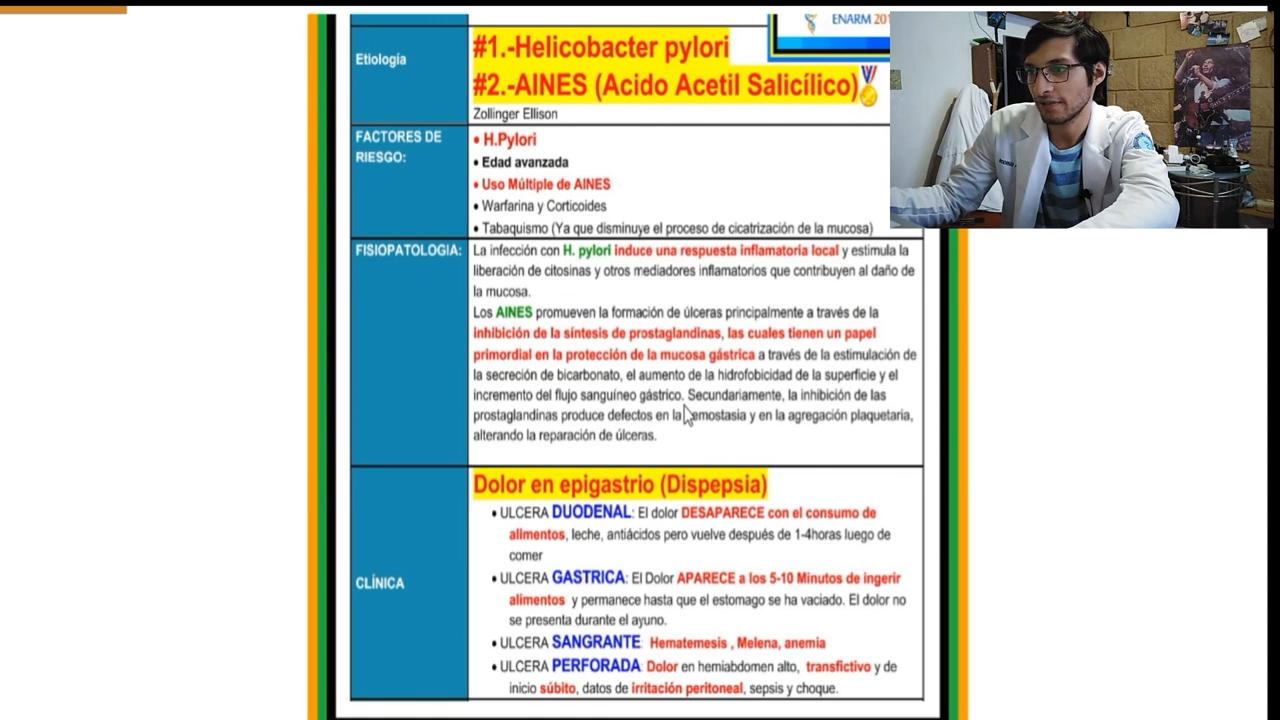 ENARM 201
Etiología
#1.-Helicobacter pylori
#2.-AINES (Acido Acetil Salicílico)
Zollinger Ellison
FACTORES DE
RIESGO:
• H.Pylori
• Edad avanzada
• Uso Múltiple de AINES
• Warfarina y Corticoides
• Tabaquismo (Ya que disminuye el proceso de cicatrización de la mucosa)
FISIOPATOLOGIA:
La infección con H. pylori induce una respuesta inflamatoria local y estimula la
liberación de citosinas y otros mediadores inflamatorios que contribuyen al daño de
la mucosa.
Los AINES promueven la formación de úlceras principalmente a través de la
inhibición de la síntesis de prostaglandinas, las cuales tienen un papel
primordial en la protección de la mucosa gástrica a través de la estimulación de
la secreción de bicarbonato, el aumento de la hidrofobicidad de la superficie y el
incremento del flujo sanguíneo gástrico. Secundariamente, la inhibición de las
prostaglandinas produce defectos en la hemostasia y en la agregación plaquetaria,
alterando la reparación de úlceras.
CLÍNICA
Dolor en epigastrio (Dispepsia)
• ULCERA DUODENAL: El dolor DESAPARECE con el consumo de
alimentos, leche, antiácidos pero vuelve después de 1-4horas luego de
comer
• ULCERA GASTRICA: El Dolor APARECE a los 5-10 Minutos de ingerir
alimentos y permanece hasta que el estomago se ha vaciado. El dolor no
se presenta durante el ayuno.
• ULCERA SANGRANTE: Hematemesis , Melena, anemia
• ULCERA PERFORADA: Dolor en hemiabdomen alto, transfictivo y de
inicio súbito, datos de irritación peritoneal, sepsis y choque.